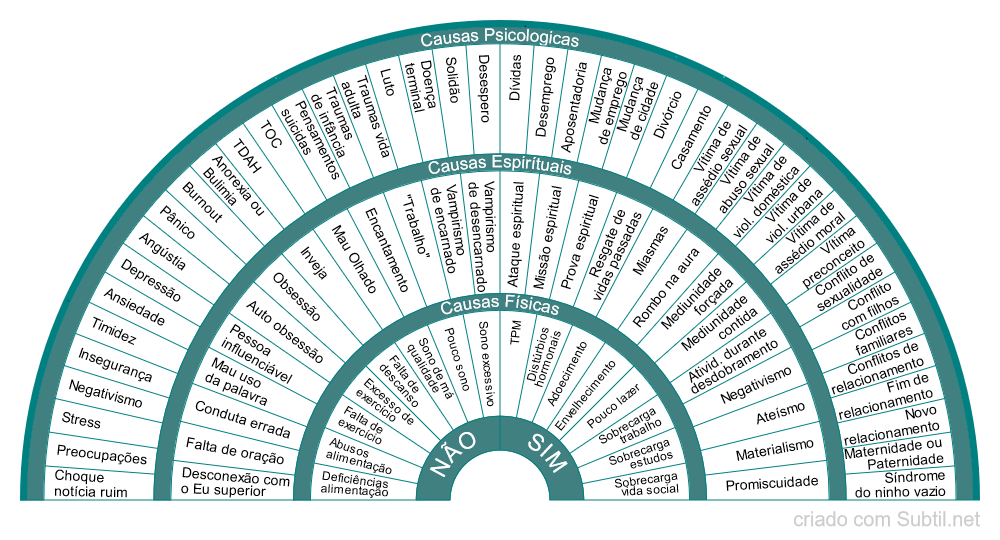 Causas Psicologicas
Choque
notícia ruim
Preocupações
Stress
Negativismo
Insegurança
Timidez
Ansiedade
Depressão
Angústia
Pânico
Burnout
Anorexia ou
Bulimia
TDAH
TOC
Pensamentos
suicidas
Traumas
de infância
Traumas vida
adulta
Luto
Doença
terminal
Solidão
Desespero
Dívidas
Desemprego
Aposentadoria
Mudança
de emprego
Mudança
de cidade
Divórcio
Casamento
Vítima de
assédio sexual
Vítima de
abuso sexual
Vítima de
viol. doméstica
Vítima de
viol. urbana
Vítima de
assédio moral
Vítima
preconceito
Conflito de
sexualidade
Conflito
com filhos
Conflitos
familiares
Conflitos de
relacionamento
Fim de
relacionamento
Novo
relacionamento
Maternidade ou
Paternidade
Síndrome
do ninho vazio
Causas Espirítuais
Desconexão com
o Eu superior
Falta de oração
Conduta errada
Mau uso
da palavra
Pessoa
influenciável
Auto obsessão
Obsessão
Inveja
Mau Olhado
Encantamento
"Trabalho"
Vampirismo
de encarnado
Vampirismo
de desencarnado
Ataque espiritual
Missão espiritual
Prova espiritual
Resgate de
vidas passadas
Miasmas
Rombo na aura
Mediunidade
forçada
Mediunidade
contida
Ativid. durante
desdobramento
Negativismo
Ateísmo
Materialismo
Promiscuidade
Causas Físicas
Deficiências
alimentação
Abusos
alimentação
Falta de
exercício
Excesso de
exercício
Falta de
descanso
Sono de má
qualidade
Pouco sono
Sono excessivo
TPM
Distúrbios
hormonais
Adoecimento
Envelhecimento
Pouco lazer
Sobrecarga
trabalho
Sobrecarga
estudos
Sobrecarga
vida social
NÃO
SIM
criado com Subtil.net